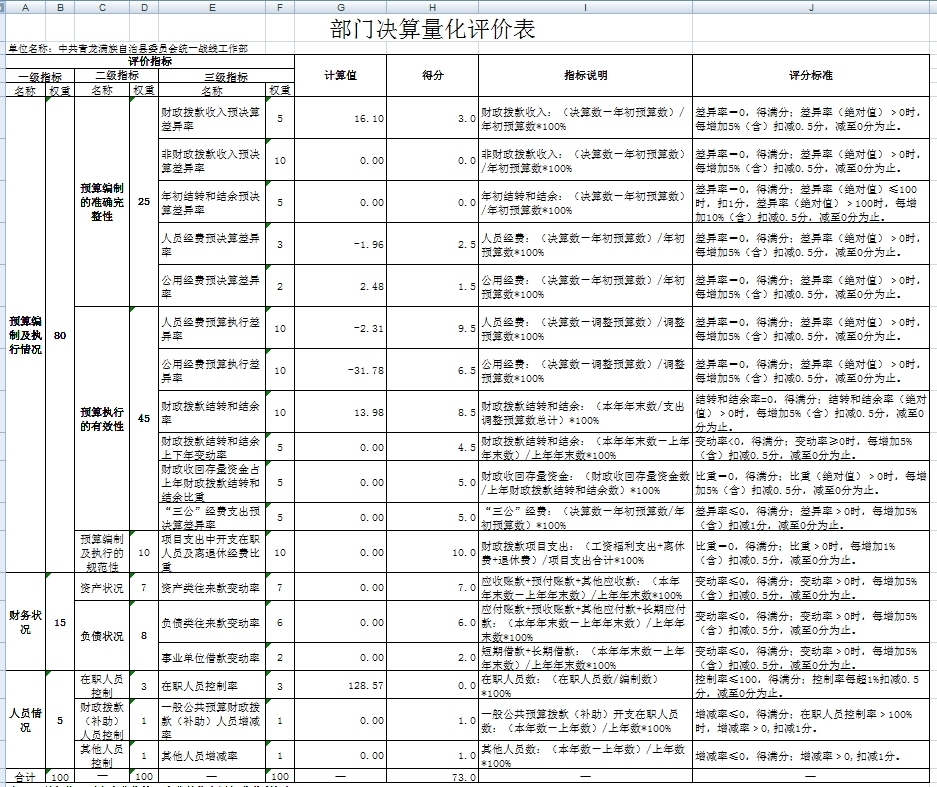 A B C D E F G H I J
部门决算量化评价表
单位名称：中共青龙满族自治县委员会统一战线工作部
评价指标 计算值 得分 指标说明 评分标准
一级指标 二级指标 三级指标
名称 权重 名称 权重 名称 权重
预算编制及执行情况 80 预算编制的准确完整性 25 财政拨款收入预决算差异率 5 16.10 3.0 财政拨款收入：（决算数－年初预算数）/年初预算数*100% 差异率＝0，得满分；差异率（绝对值）＞0时，每增加5%（含）扣减0.5分，减至0分为止。
非财政拨款收入预决算差异率 10 0.00 0.0 非财政拨款收入：（决算数－年初预算数）/年初预算数*100% 差异率＝0，得满分；差异率（绝对值）＞0时，每增加5%（含）扣减0.5分，减至0分为止。
年初结转和结余预决算差异率 5 0.00 0.0 年初结转和结余：（决算数－年初预算数）/年初预算数*100% 差异率＝0，得满分；差异率（绝对值）≤100时，扣1分，差异率（绝对值）＞100时，每增加10%（含）扣减0.5分，减至0分为止。
人员经费预决算差异率 3 -1.96 2.5 人员经费：（决算数－年初预算数）/年初预算数*100% 差异率＝0，得满分；差异率（绝对值）＞0时，每增加5%（含）扣减0.5分，减至0分为止。
公用经费预决算差异率 2 2.48 1.5 公用经费：（决算数－年初预算数）/年初预算数*100% 差异率＝0，得满分；差异率（绝对值）＞0时，每增加5%（含）扣减0.5分，减至0分为止。
预算执行的有效性 45 人员经费预算执行差异率 10 -2.31 9.5 人员经费：（决算数－调整预算数）/调整预算数*100% 差异率＝0，得满分；差异率（绝对值）＞0时，每增加5%（含）扣减0.5分，减至0分为止。
公用经费预算执行差异率 10 -31.78 6.5 公用经费：（决算数－调整预算数）/调整预算数*100% 差异率＝0，得满分；差异率（绝对值）＞0时，每增加5%（含）扣减0.5分，减至0分为止。
财政拨款结转和结余率 10 13.98 8.5 财政拨款结转和结余：（本年年末数/支出调整预算数总计）*100% 结转和结余率=0，得满分；结转和结余率（绝对值）＞0时，每增加5%（含）扣减0.5分，减至0分为止。
财政拨款结转和结余上下年变动率 5 0.00 4.5 财政拨款结转和结余：（本年年末数－上年年末数）/上年年末数*100% 变动率<0，得满分；变动率≥0时，每增加5%（含）扣减0.5分，减至0分为止。
财政收回存量资金占上年财政拨款结转和结余比重 5 0.00 5.0 财政收回存量资金：（财政收回存量资金数/上年财政拨款结转和结余数）*100% 比重＝0，得满分；比重（绝对值）＞0时，每增加5%（含）扣减0.5分，减至0分为止。
“三公”经费支出预决算差异率 5 0.00 5.0 “三公”经费：（决算数－年初预算数/年初预算数）*100% 差异率≤0，得满分；差异率＞0时，每增加5%（含）扣减1分，减至0分为止。
预算编制及执行的规范性 10 项目支出中开支在职人员及离退休经费比重 10 0.00 10.0 财政拨款项目支出：（工资福利支出+离休费+退休费）/项目支出合计*100% 比重＝0，得满分；比重＞0时，每增加1%（含）扣减0.5分，减至0分为止。
财务状况 15 资产状况 7 资产类往来款变动率 7 0.00 7.0 应收账款+预付账款+其他应收款：（本年年末数－上年年末数）/上年年末数*100% 变动率≤0，得满分；变动率＞0时，每增加5%（含）扣减0.5分，减至0分为止。
负债状况 8 负债类往来款变动率 6 0.00 6.0 应付账款+预收账款+其他应付款+长期应付款：（本年年末数－上年年末数）/上年年末数*100% 变动率≤0，得满分；变动率＞0时，每增加5%（含）扣减0.5分，减至0分为止。
事业单位借款变动率 2 0.00 2.0 短期借款+长期借款：（本年年末数－上年年末数）/上年年末数*100% 变动率≤0，得满分；变动率＞0时，每增加5%（含）扣减0.5分，减至0分为止。
人员情况 5 在职人员控制 3 在职人员控制率 3 128.57 0.0 在职人员数：（在职人员数/编制数）*100% 控制率≤100，得满分；控制率每超1%扣减0.5分，减至0分为止。
财政拨款（补助）人员控制 1 一般公共预算财政拨款（补助）人员增减率 1 0.00 1.0 一般公共预算拨款（补助）开支在职人员数：（本年数－上年数）/上年数*100% 增减率≤0，得满分；在职人员控制率＞100%时，增减率＞0，扣减1分。
其他人员控制 1 其他人员增减率 1 0.00 1.0 其他人员数：（本年数－上年数）/上年数*100% 增减率≤0，得满分；增减率＞0，扣减1分。
合计 100 — 100 — 100 — 73.0 — —